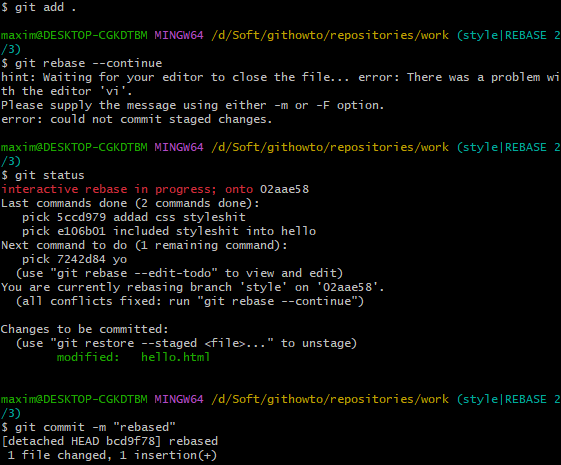 $ git add .
maxim@DESKTOP-CGKDTBM MINGW64 /d/Soft/githowto/repositories/work (style|REBASE 2
/3)
$ git rebase --continue
hint: Waiting for your editor to close the file... error: There was a problem wi
th the editor 'vi'.
Please supply the message using either -m or -F option.
error: could not commit staged changes.
maxim@DESKTOP-CGKDTBM MINGW64 /d/Soft/githowto/repositories/work (style|REBASE 2
/3)
$ git status
interactive rebase in progress; onto 02aae58
Last commands done (2 commands done):
   pick 5ccd979 addad css styleshit
   pick e106b01 included styleshit into hello
Next command to do (1 remaining command):
   pick 7242d84 yo
  (use "git rebase --edit-todo" to view and edit)
You are currently rebasing branch 'style' on '02aae58'.
  (all conflicts fixed: run "git rebase --continue")
Changes to be committed:
  (use "git restore --staged <file>..." to unstage)
        modified:   hello.html
maxim@DESKTOP-CGKDTBM MINGW64 /d/Soft/githowto/repositories/work (style|REBASE 2
/3)
$ git commit -m "rebased"
[detached HEAD bcd9f78] rebased
 1 file changed, 1 insertion(+)